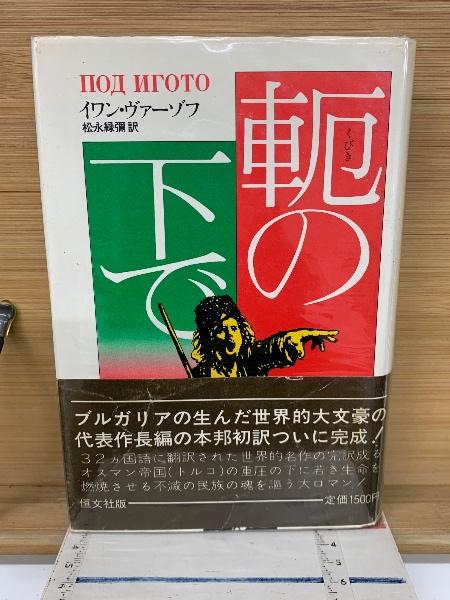 ПОД ИГОТО
イワン・ヴァーゾフ
松永緑彌 訳
軛の
くびき
下で
ブルガリアの生んだ世界的大文豪の
代表作長編の本邦初訳ついに完成!
32ヵ国語に翻訳された世界的名作の完訳成る
オスマン帝国(トルコ)の重圧の下に若き生命を
燃焼させる不滅の民族の魂を謳う大ロマン!
恒文社版
定価1500円
4
3
5
6